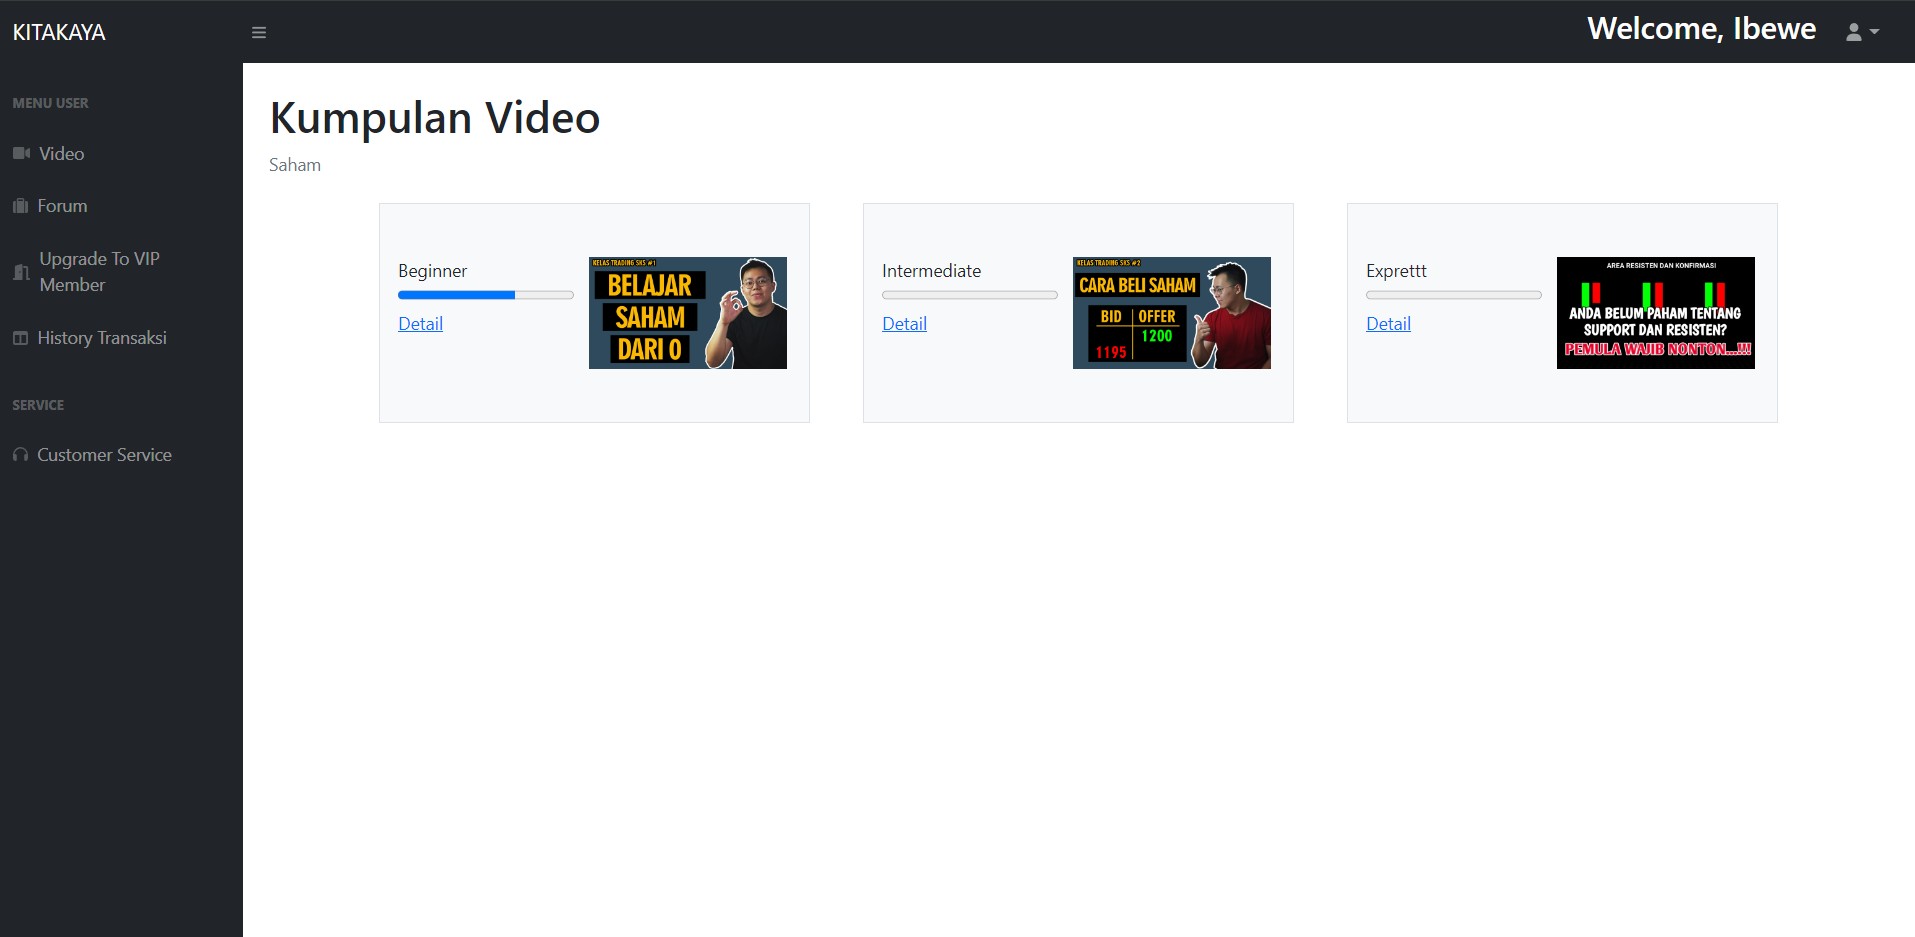 KITAKAYA
Welcome, Ibewe
MENU USER
Video
Forum
Upgrade To VIP
Member
History Transaksi
SERVICE
Customer Service
Kumpulan Video
Saham
Beginner
Detail
KELAS TRADING SKS #1
BELAJAR
SAHAM
DARI 0
Intermediate
Detail
KELAS TRADING SKS #2
CARA BELI SAHAM
BID OFFER
1200
1195
Exprettt
Detail
AREA RESISTEN DAN KONFIRMASI
ANDA BELUM PAHAM TENTANG
SUPPORT DAN RESISTEN?
PEMULA WAJIB NONTON...!!!